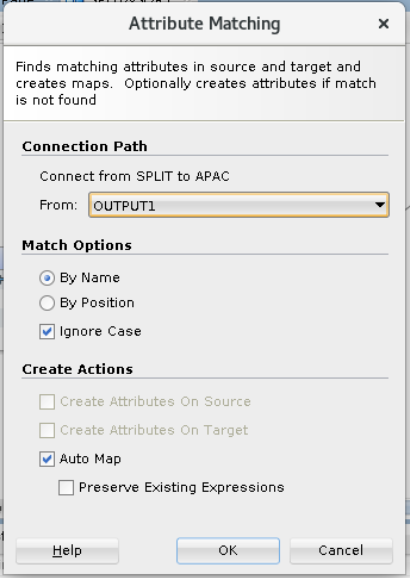 Attribute Matching
Finds matching attributes in source and target and
creates maps.  Optionally creates attributes if match
is not found
Connection Path
Connect from SPLIT to APAC
From: OUTPUT1
Match Options
By Name
By Position
Ignore Case
Create Actions
Create Attributes On Source
Create Attributes On Target
Auto Map
Preserve Existing Expressions
Help OK Cancel